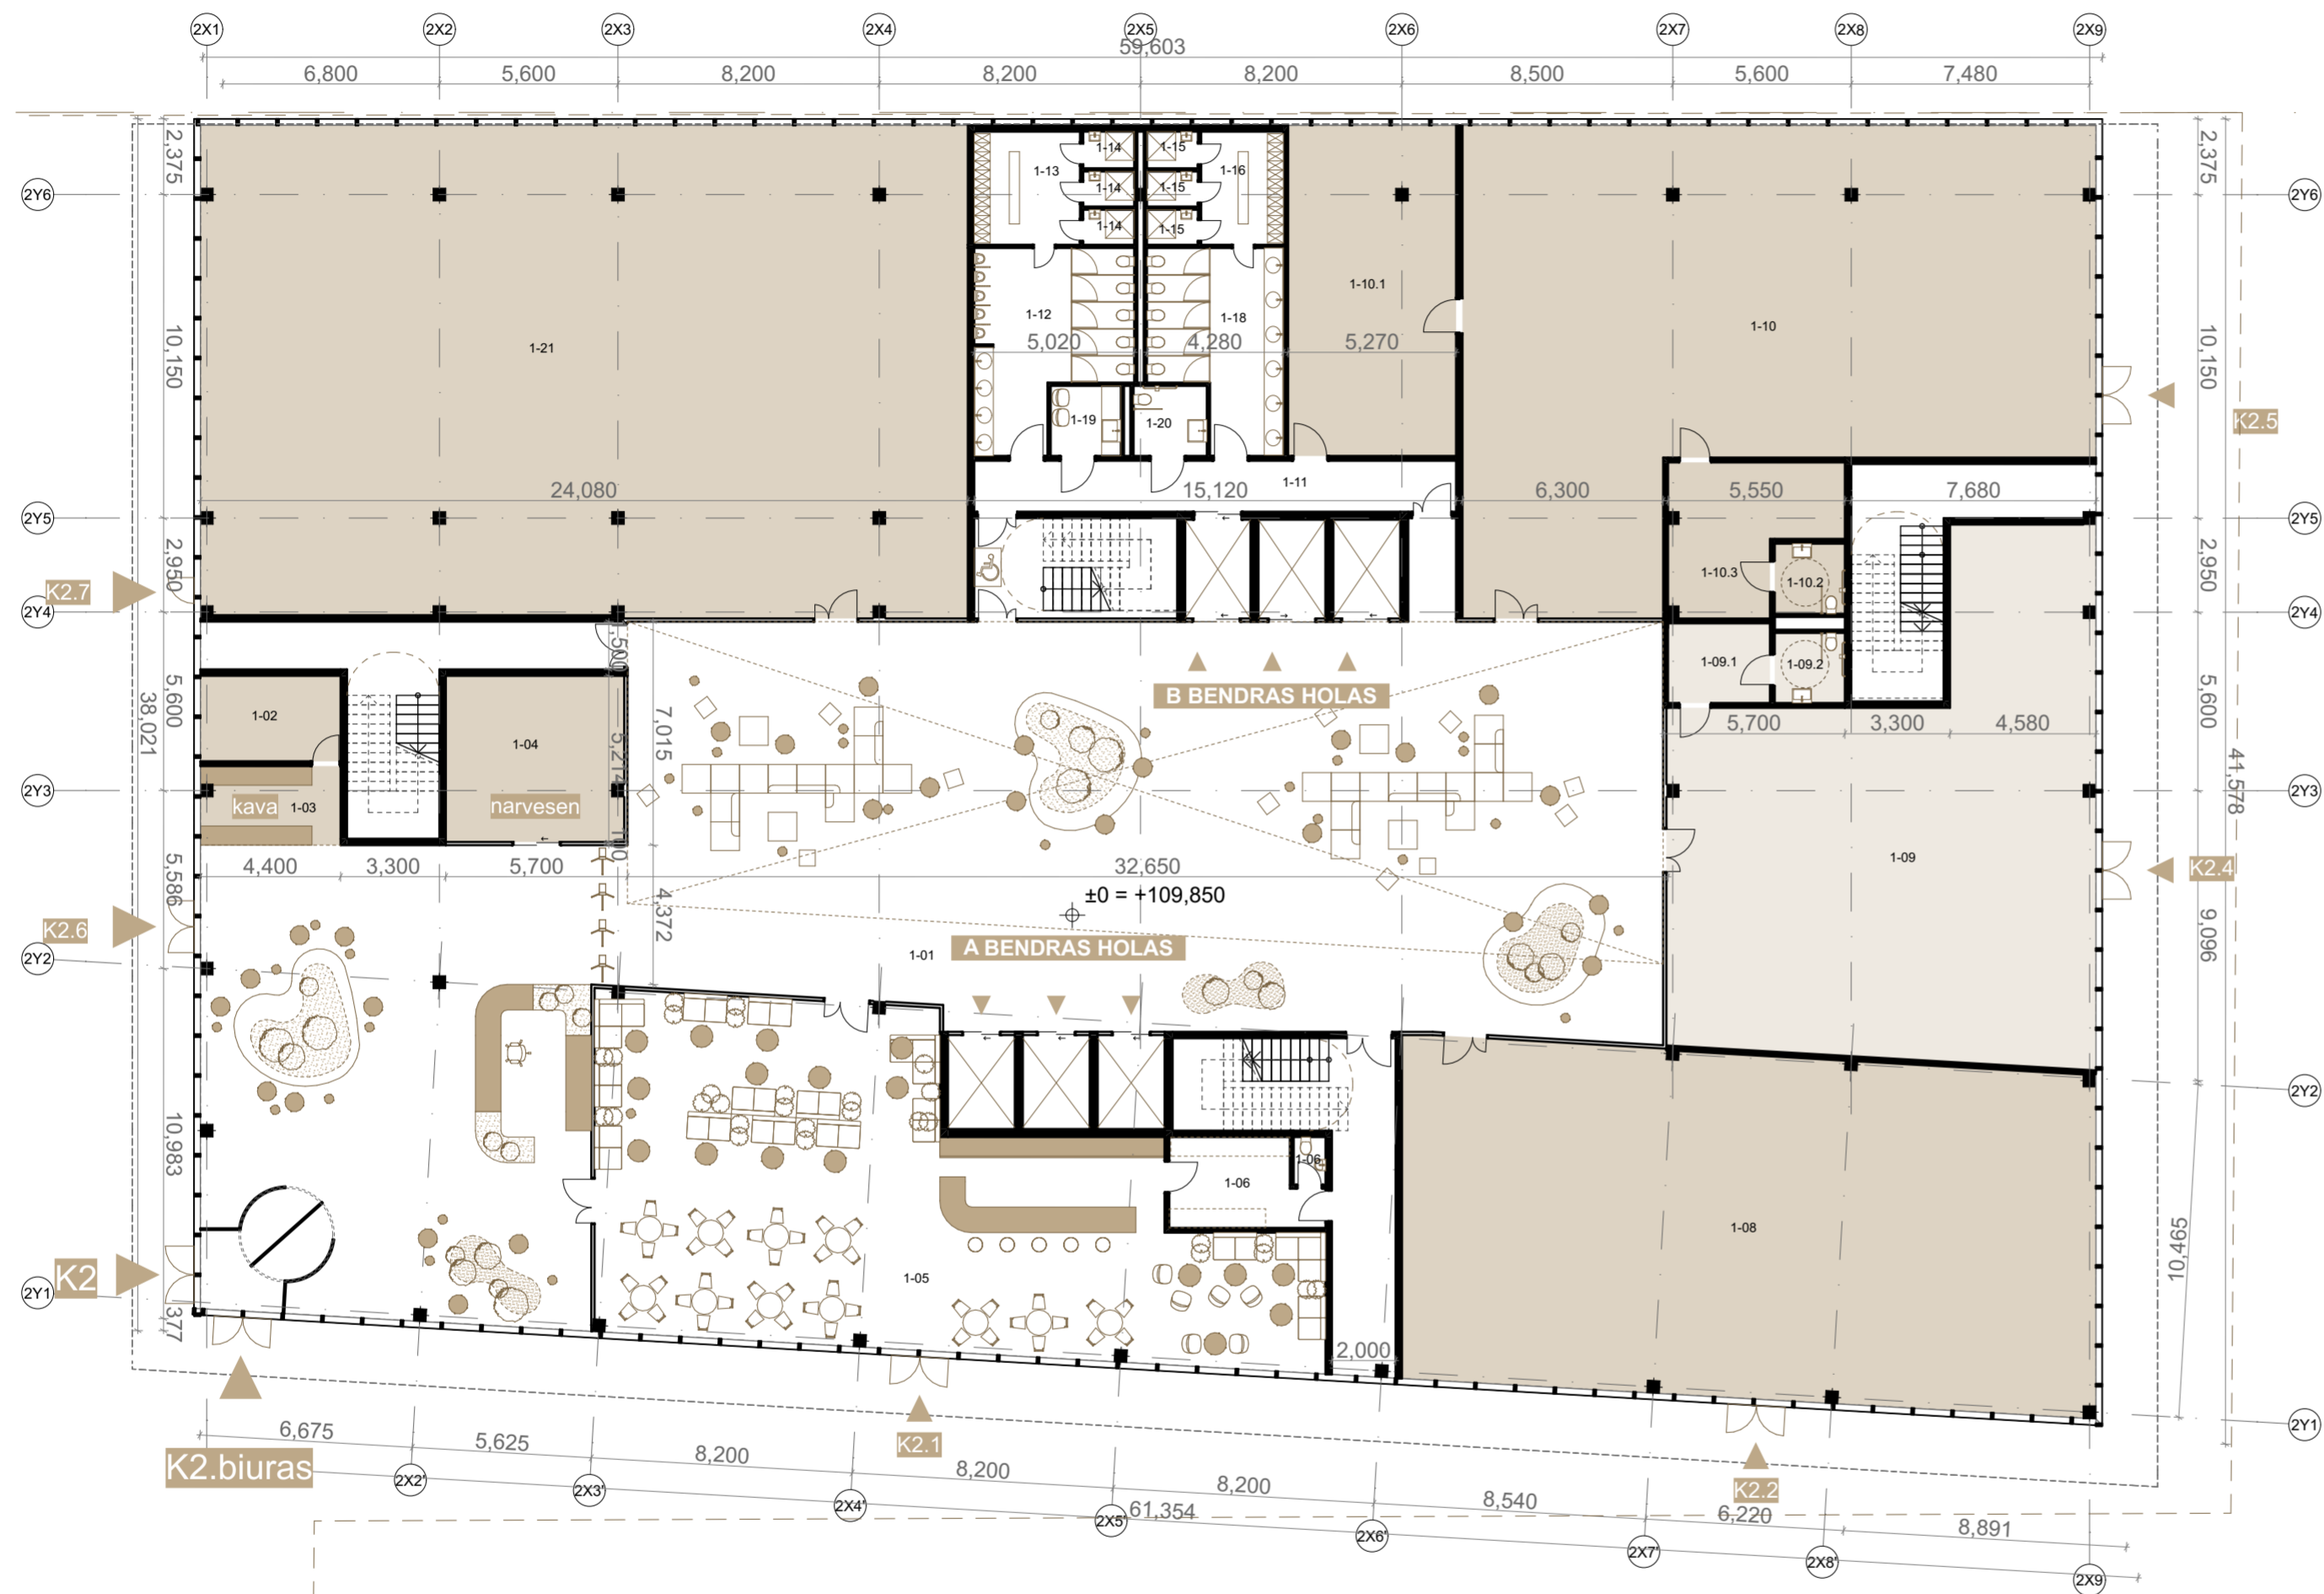 2X1 2X2 2X3 2X4 2X5 2X6 2X7 2X8 2X9
59,603
6,800 5,600 8,200 8,200 8,200 8,500 5,600 7,480
2,375 2,375
1-14 1-15
1-13 1-16
1-14 1-15
2Y6 2Y6
1-14 1-15
1-10.1
1-12 1-18
1-10
1-21
5,020 4,280 5,270
10,150 10,150
K2.5
1-19 1-20
1-11
24,080 15,120 6,300 5,550 7,680
2Y5 2Y5
2,950 2,950
1-10.3 1-10.2
K2.7
2Y4 2Y4
1-09.1 1-09.2
B BENDRAS HOLAS
5,600 5,600
38,021
1-02
1-04
7,015
5,700 3,300 4,580
41,578
2Y3 2Y3
kava 1-03 narvesen
4,400 3,300 5,700 32,650
1-09
K2.4
5,586
±0 = +109,850
4,372
9,096
K2.6
A BENDRAS HOLAS
1-01
2Y2
2Y2
10,983
1-06
1-06
1-08
10,465
1-05
K2
2Y1
377
2,000
2Y1
6,675 5,625 8,200 8,200 8,200 8,540 6,220 8,891
K2.1
K2.biuras
K2.2
2X2' 2X3' 2X4' 2X5' 61,354 2X6' 2X7' 2X8' 2X9